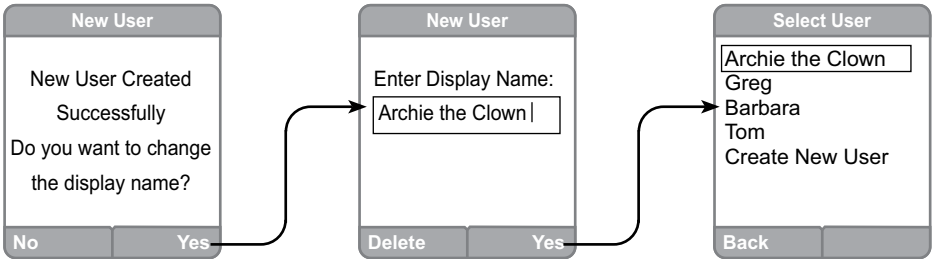 New User
New User Created
Successfully
Do you want to change
the display name?
No
Yes
New User
Enter Display Name:
Archie the Clown
Delete
Yes
Select User
Archie the Clown
Greg
Barbara
Tom
Create New User
Back